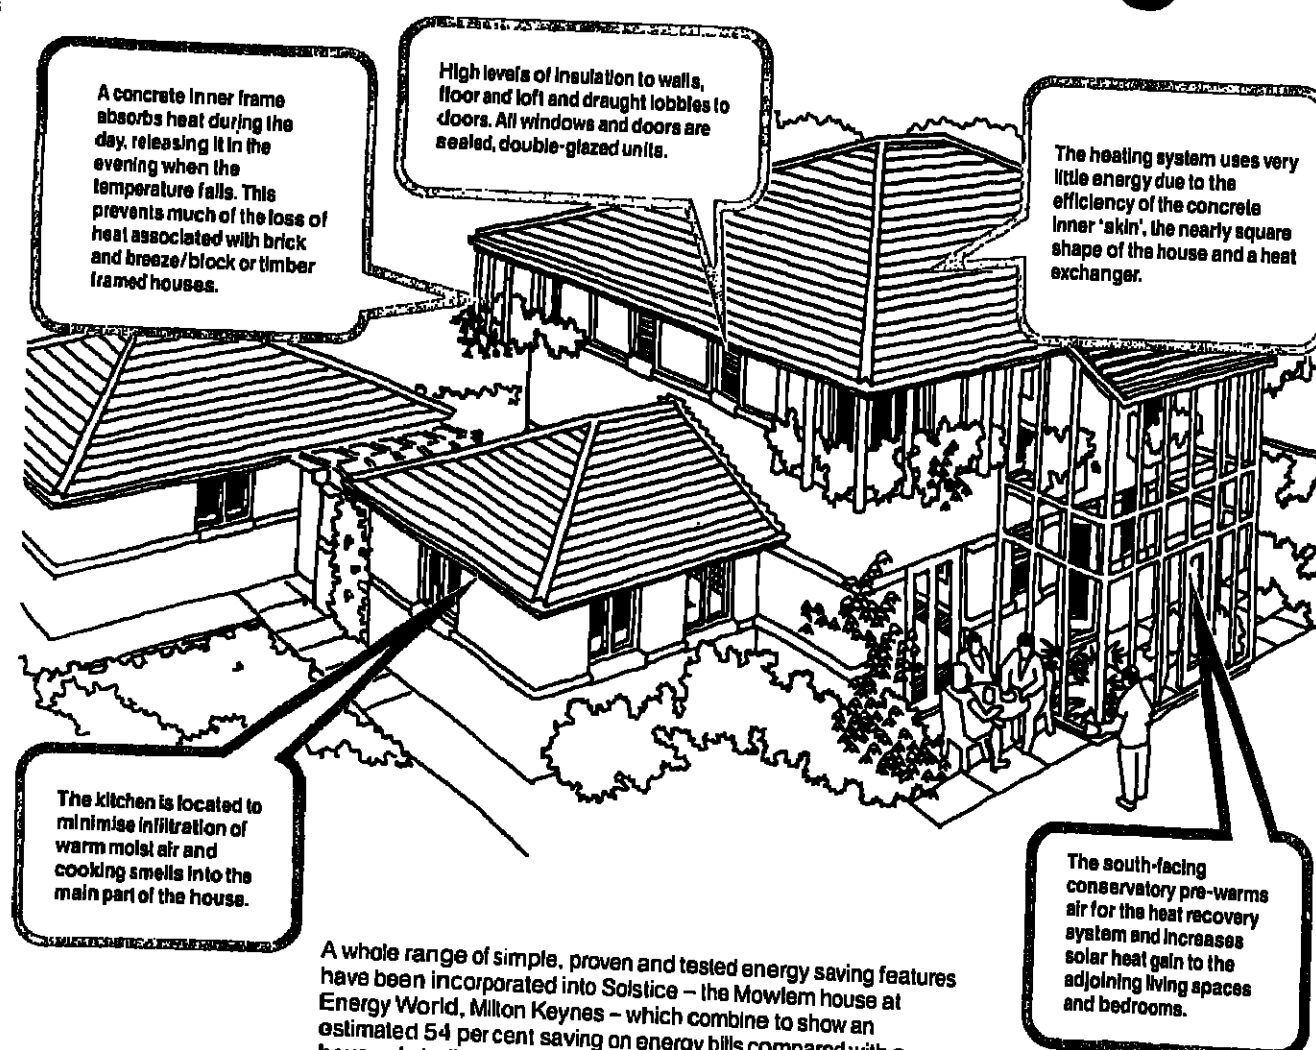 A concrete inner frame
absorbs heat during the
day, releasing it in the
evening when the
temperature falls. This
prevents much of the loss of
heat associated with brick
and breeze/block or timber
framed houses.
High levels of insulation to walls,
floor and loft and draught lobbies to
doors. All windows and doors are
sealed, double-glazed units.
The heating system uses very
little energy due to the
efficiency of the concrete
inner 'skin', the nearly square
shape of the house and a heat
exchanger.
The kitchen is located to
minimise infiltration of
warm moist air and
cooking smells into the
main part of the house.
The south-facing
conservatory pre-warms
air for the heat recovery
system and increases
solar heat gain to the
adjoining living spaces
and bedrooms.
A whole range of simple, proven and tested energy saving features
have been incorporated into Solstice – the Mowlem house at
Energy World, Milton Keynes – which combine to show an
estimated 54 per cent saving on energy bills compared with a